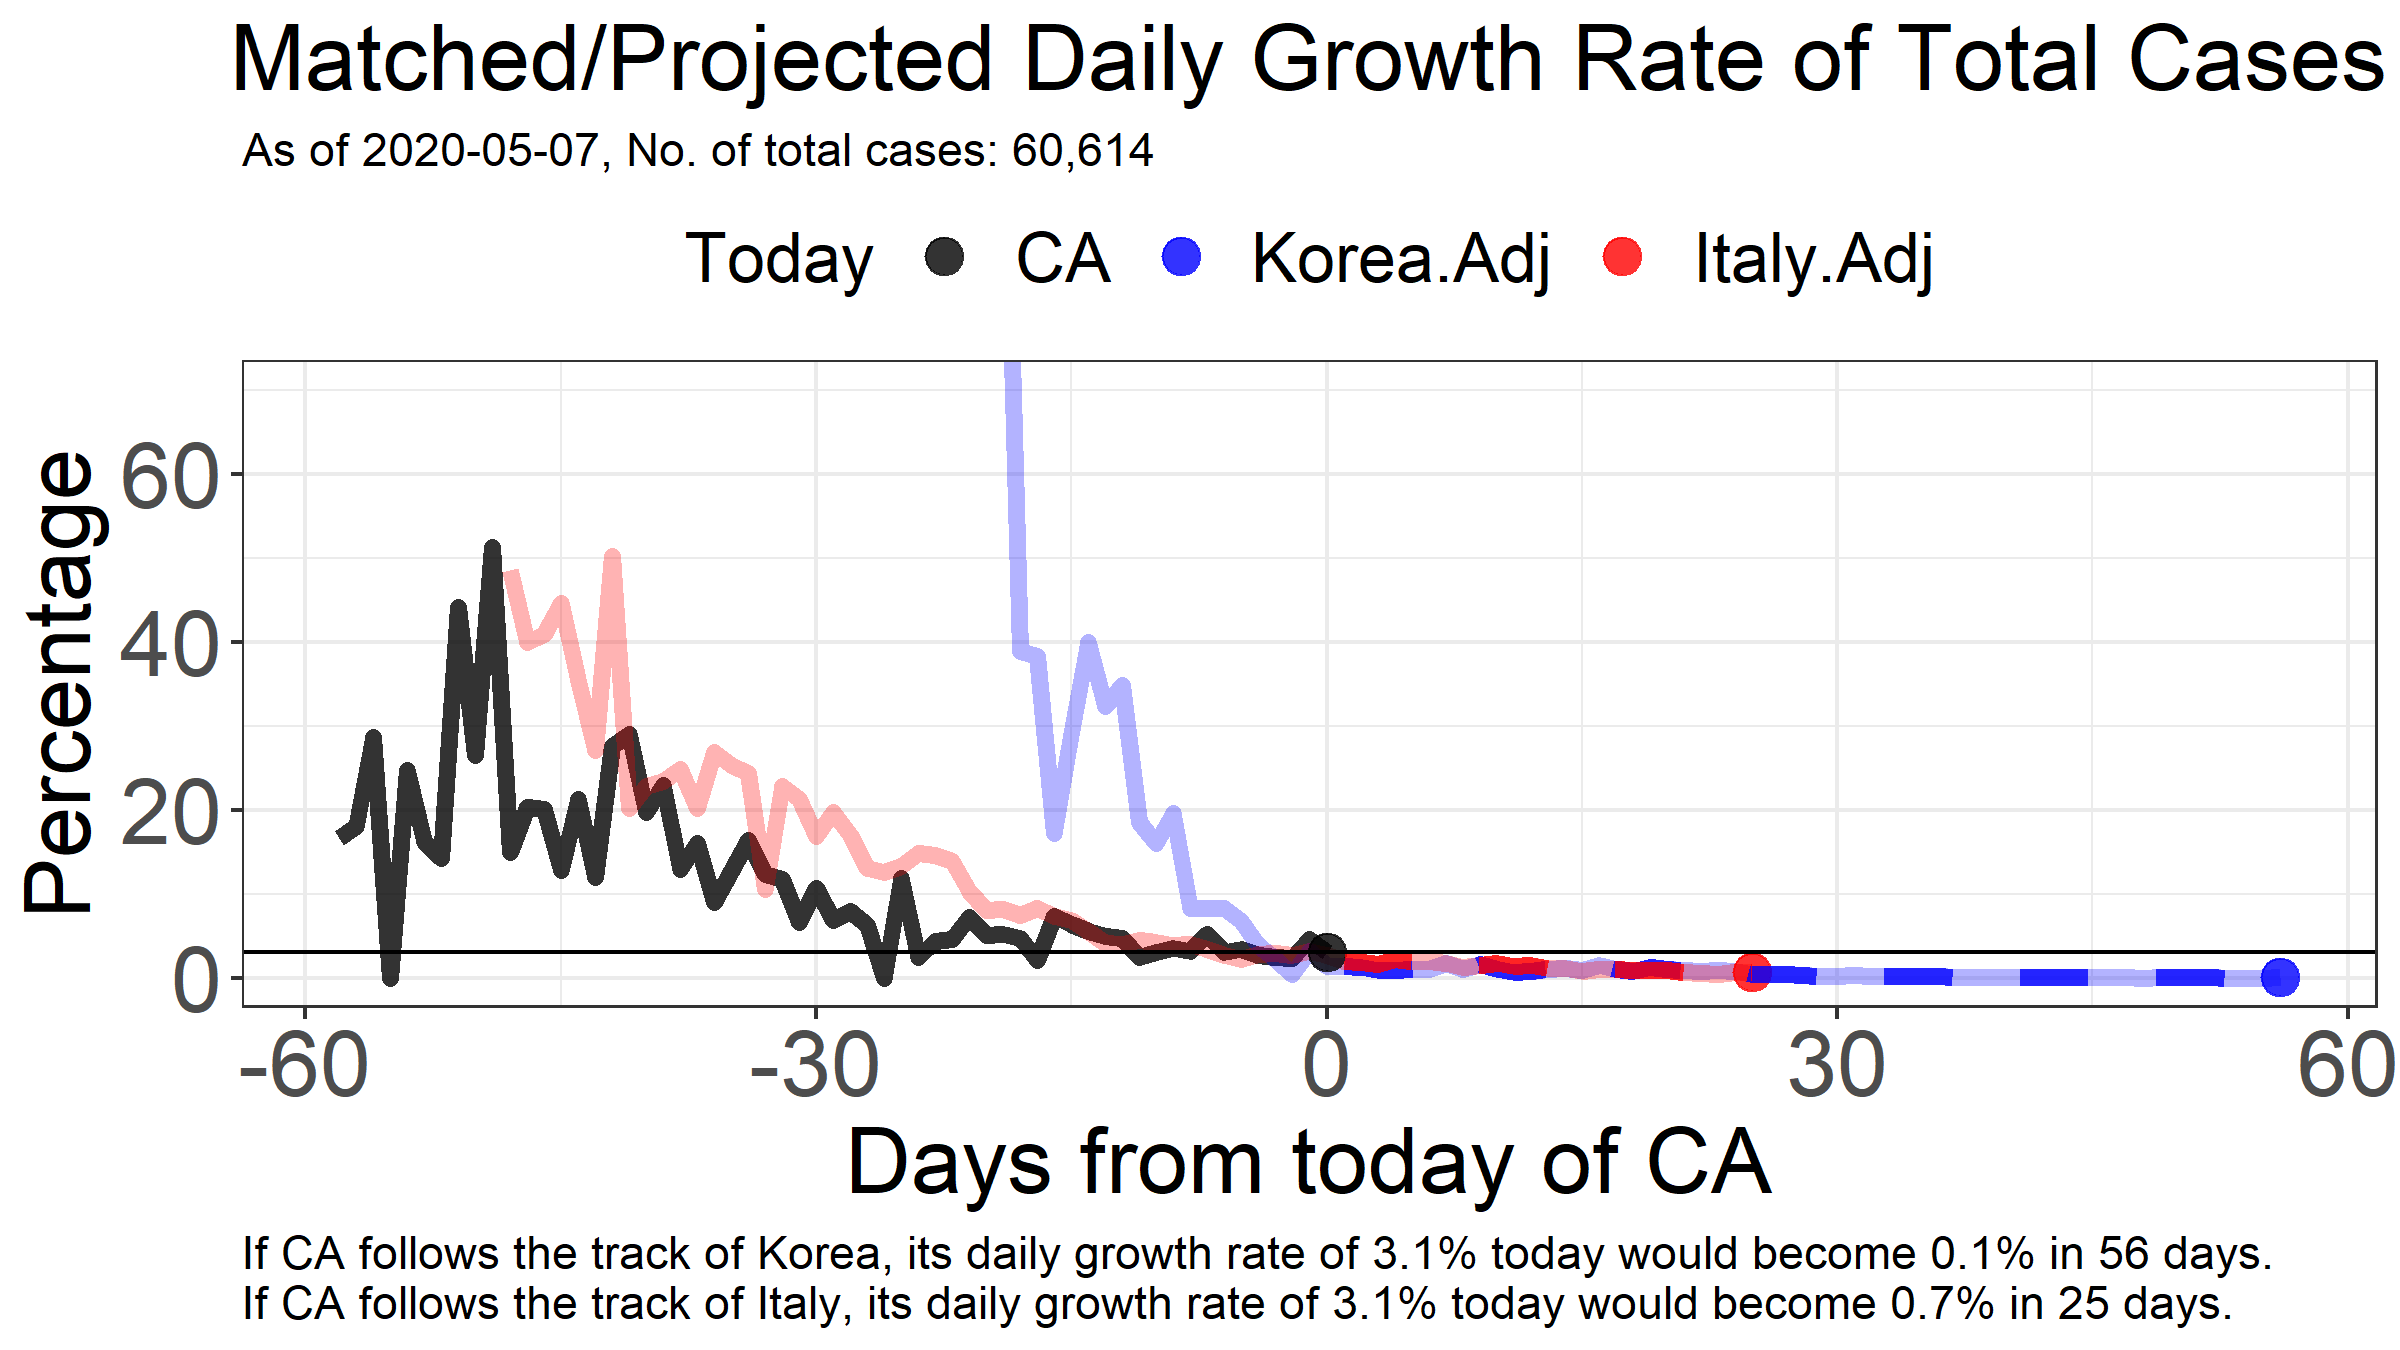 Matched/Projected Daily Growth Rate of Total Cases
As of 2020-05-07, No. of total cases: 60,614
Today CA Korea.Adj Italy.Adj
Percentage
60
40
20
0
-60 -30 0 30 60
Days from today of CA
If CA follows the track of Korea, its daily growth rate of 3.1% today would become 0.1% in 56 days.
If CA follows the track of Italy, its daily growth rate of 3.1% today would become 0.7% in 25 days.